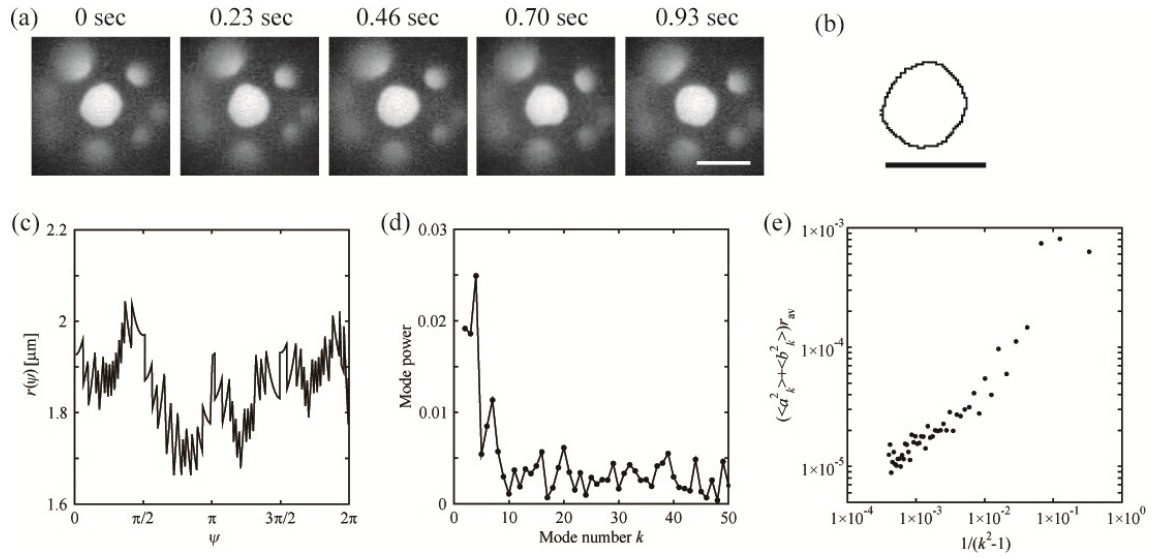 (a) 0 sec 0.23 sec 0.46 sec 0.70 sec 0.93 sec
(b)
(c)
2.2
2
1.8
1.6
r(ψ) [μm]
0 π/2 π 3π/2 2π
ψ
(d)
0.03
0.02
0.01
0
Mode power
0 10 20 30 40 50
Mode number k
(e)
1×10⁻³
1×10⁻⁴
1×10⁻⁵
(<a²ₖ>+<b²ₖ>)rₐᵥ
1×10⁻⁴ 1×10⁻³ 1×10⁻² 1×10⁻¹ 1×10⁰
1/(k²-1)